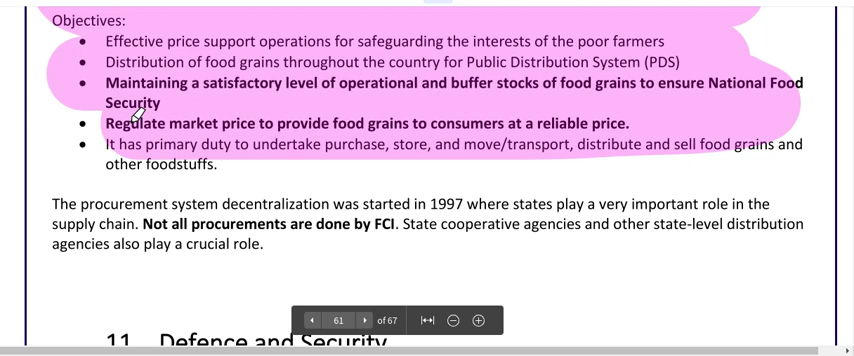 Objectives:
• Effective price support operations for safeguarding the interests of the poor farmers
• Distribution of food grains throughout the country for Public Distribution System (PDS)
• Maintaining a satisfactory level of operational and buffer stocks of food grains to ensure National Food
Security
• Regulate market price to provide food grains to consumers at a reliable price.
• It has primary duty to undertake purchase, store, and move/transport, distribute and sell food grains and
other foodstuffs.
The procurement system decentralization was started in 1997 where states play a very important role in the
supply chain. Not all procurements are done by FCI. State cooperative agencies and other state-level distribution
agencies also play a crucial role.
61 of 67
11 Defence and Security